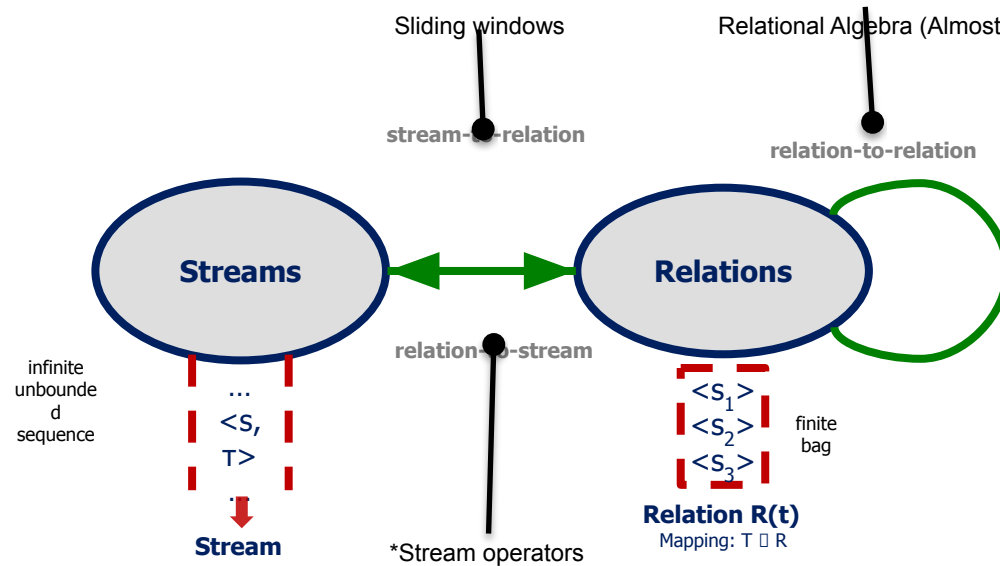 Sliding windows
Relational Algebra (Almost
stream-to-relation
relation-to-relation
Streams
Relations
relation-to-stream
infinite
unbounde
d
sequence
...
<s,
τ>
...
<s1>
<s2>
<s3>
finite
bag
Stream
Relation R(t)
Mapping: T ▯ R
*Stream operators